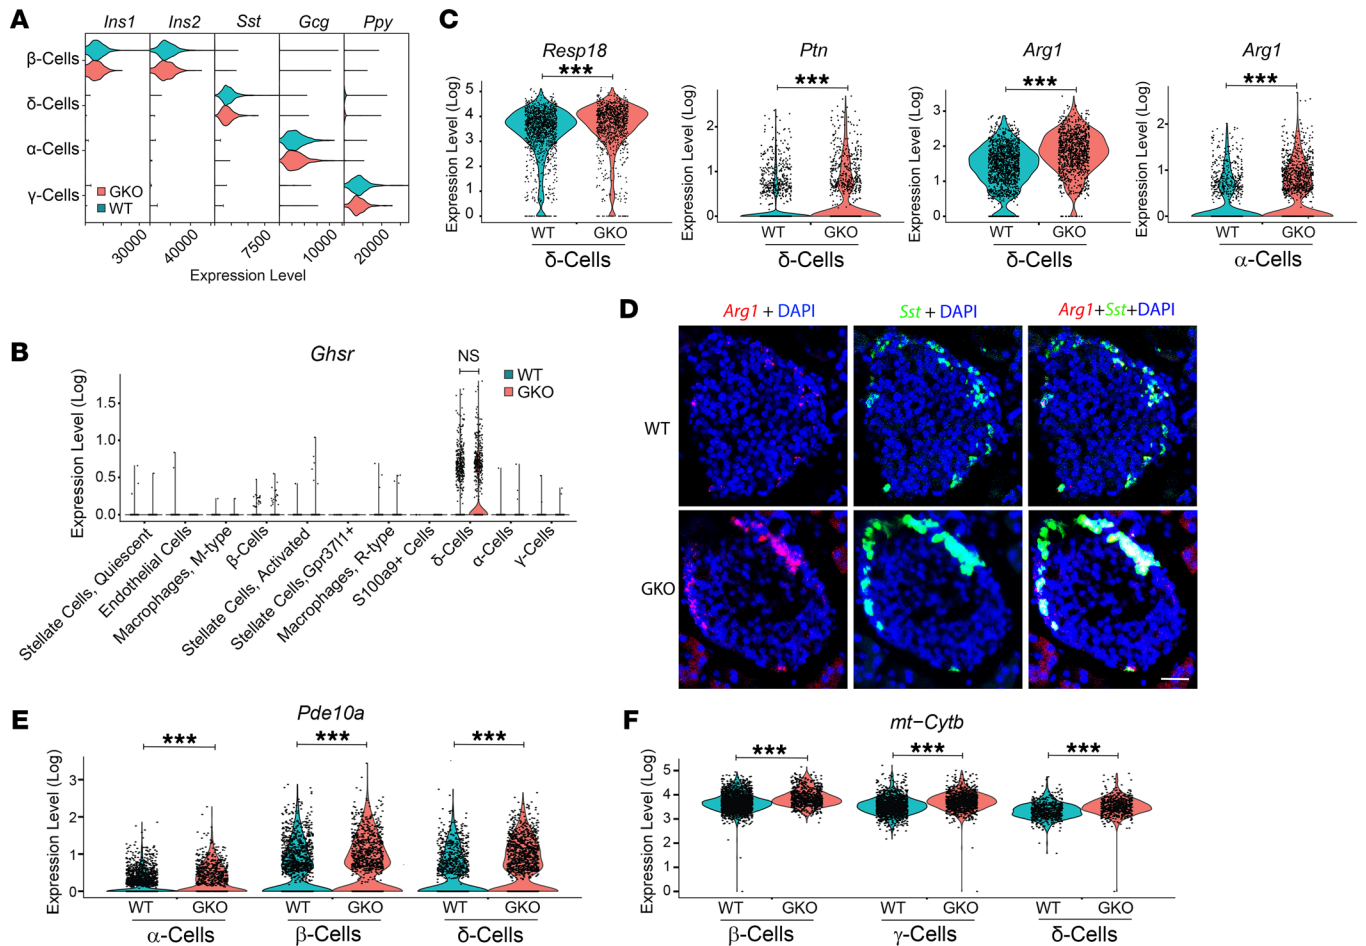 A
Ins1 Ins2 Sst Gcg Ppy
β-Cells
δ-Cells
α-Cells
γ-Cells
GKO
WT
30000 40000 7500 10000 20000
Expression Level
B
Ghsr
NS
WT
GKO
Expression Level (Log)
1.5
1.0
0.5
0.0
Stellate Cells, Quiescent
Endothelial Cells
Macrophages, M-type
β-Cells
Stellate Cells, Activated
Stellate Cells, Gpr37l1+
Macrophages, R-type
S100a9+ Cells
δ-Cells
α-Cells
γ-Cells
C
Resp18 Ptn Arg1 Arg1
*** *** *** ***
Expression Level (Log)
5
4
3
2
1
0
WT GKO
δ-Cells
Expression Level (Log)
2
1
0
WT GKO
δ-Cells
Expression Level (Log)
3
2
1
0
WT GKO
δ-Cells
Expression Level (Log)
2
1
0
WT GKO
α-Cells
D
Arg1 + DAPI Sst + DAPI Arg1+Sst+DAPI
WT
GKO
E
Pde10a
*** *** ***
Expression Level (Log)
3
2
1
0
WT GKO WT GKO WT GKO
α-Cells β-Cells δ-Cells
F
mt−Cytb
*** *** ***
Expression Level (Log)
5
4
3
2
1
0
WT GKO WT GKO WT GKO
β-Cells γ-Cells δ-Cells